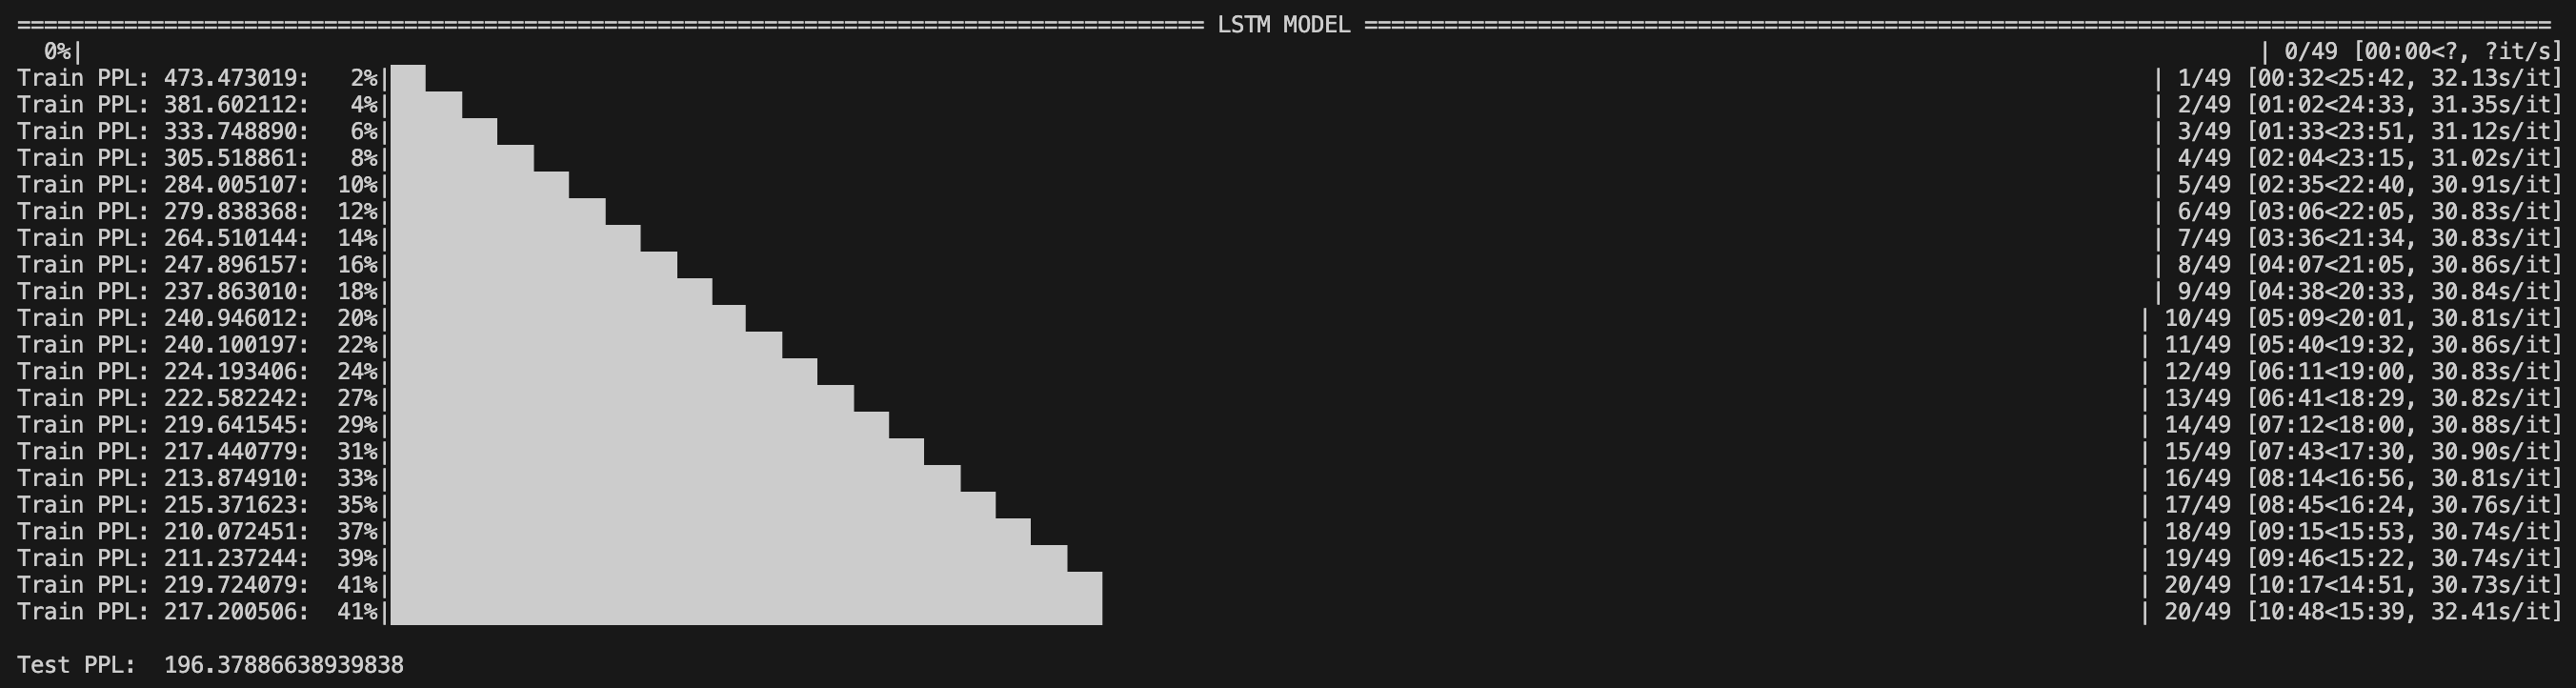 ========================================================================================= LSTM MODEL =========================================================================================
0%| | 0/49 [00:00<?, ?it/s]
Train PPL: 473.473019: 2%| | 1/49 [00:32<25:42, 32.13s/it]
Train PPL: 381.602112: 4%| | 2/49 [01:02<24:33, 31.35s/it]
Train PPL: 333.748890: 6%| | 3/49 [01:33<23:51, 31.12s/it]
Train PPL: 305.518861: 8%| | 4/49 [02:04<23:15, 31.02s/it]
Train PPL: 284.005107: 10%| | 5/49 [02:35<22:40, 30.91s/it]
Train PPL: 279.838368: 12%| | 6/49 [03:06<22:05, 30.83s/it]
Train PPL: 264.510144: 14%| | 7/49 [03:36<21:34, 30.83s/it]
Train PPL: 247.896157: 16%| | 8/49 [04:07<21:05, 30.86s/it]
Train PPL: 237.863010: 18%| | 9/49 [04:38<20:33, 30.84s/it]
Train PPL: 240.946012: 20%| | 10/49 [05:09<20:01, 30.81s/it]
Train PPL: 240.100197: 22%| | 11/49 [05:40<19:32, 30.86s/it]
Train PPL: 224.193406: 24%| | 12/49 [06:11<19:00, 30.83s/it]
Train PPL: 222.582242: 27%| | 13/49 [06:41<18:29, 30.82s/it]
Train PPL: 219.641545: 29%| | 14/49 [07:12<18:00, 30.88s/it]
Train PPL: 217.440779: 31%| | 15/49 [07:43<17:30, 30.90s/it]
Train PPL: 213.874910: 33%| | 16/49 [08:14<16:56, 30.81s/it]
Train PPL: 215.371623: 35%| | 17/49 [08:45<16:24, 30.76s/it]
Train PPL: 210.072451: 37%| | 18/49 [09:15<15:53, 30.74s/it]
Train PPL: 211.237244: 39%| | 19/49 [09:46<15:22, 30.74s/it]
Train PPL: 219.724079: 41%| | 20/49 [10:17<14:51, 30.73s/it]
Train PPL: 217.200506: 41%| | 20/49 [10:48<15:39, 32.41s/it]
Test PPL: 196.37886638939838